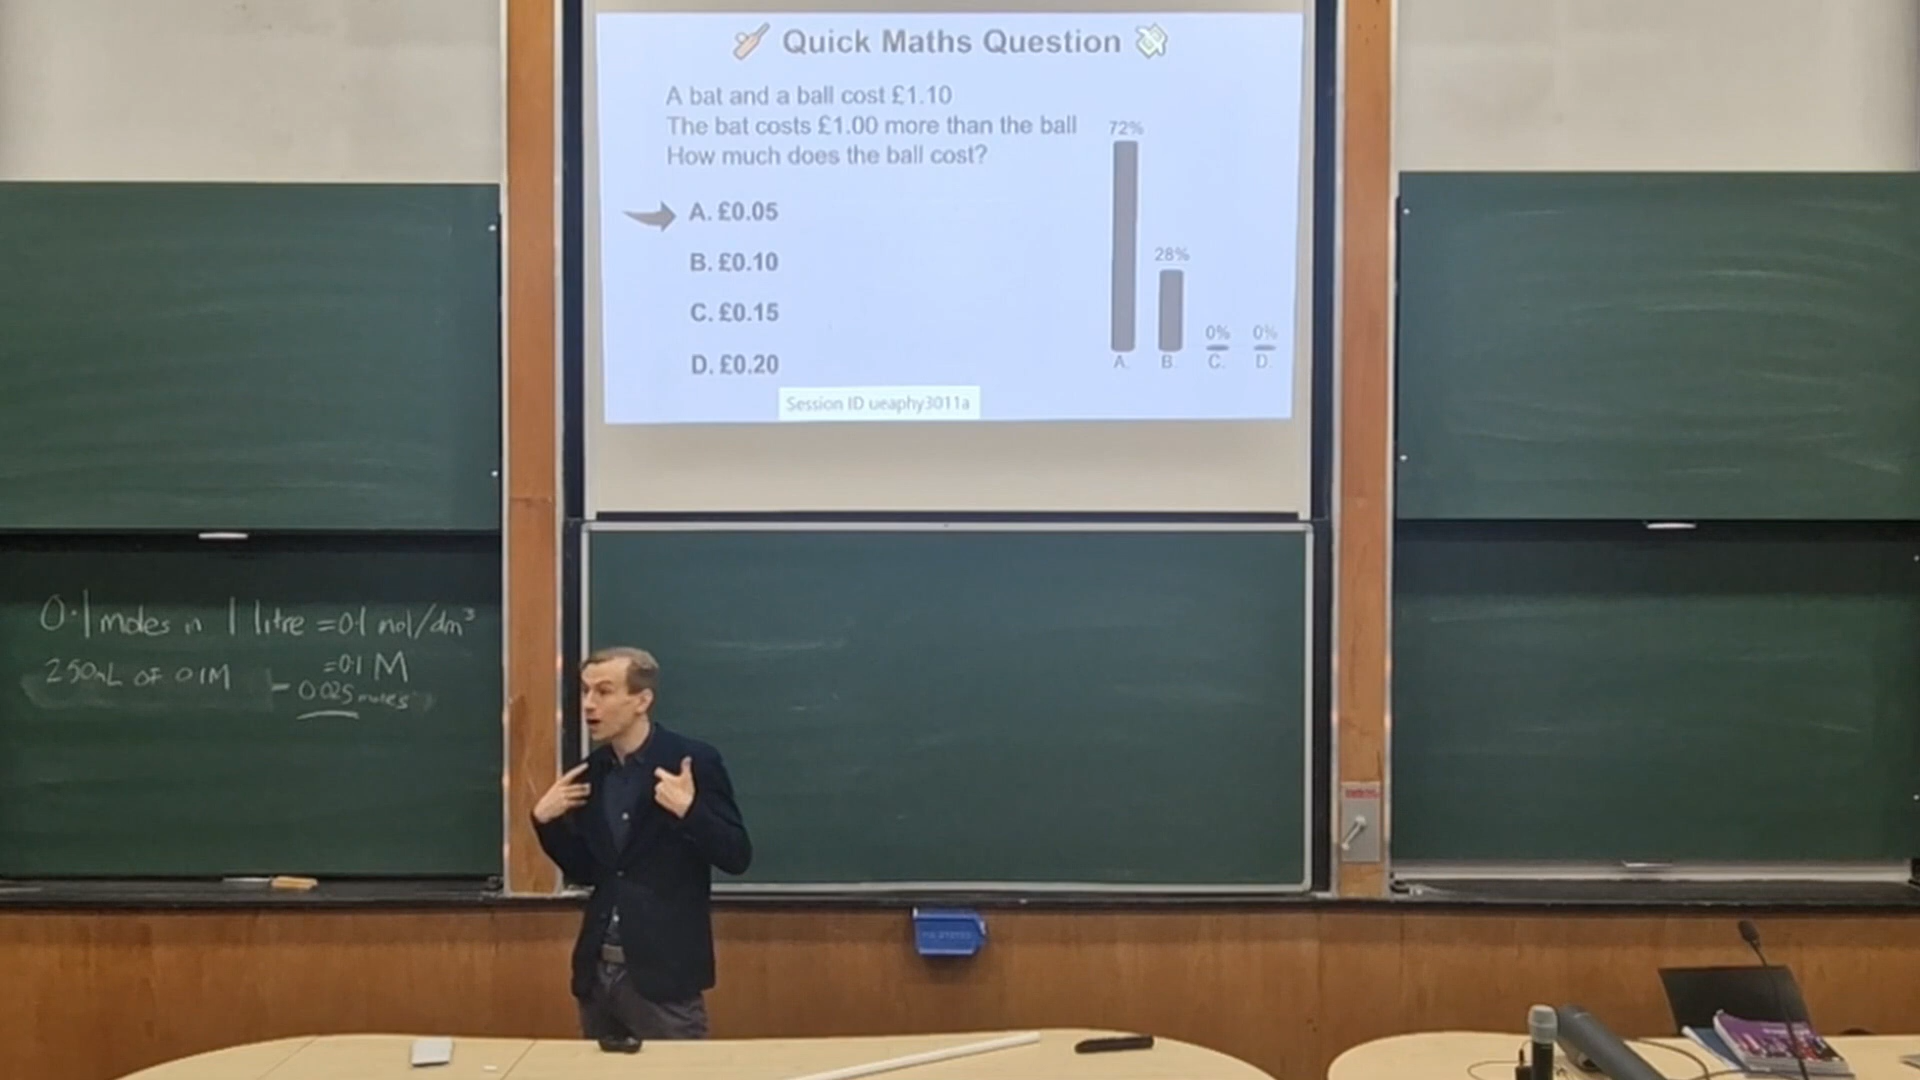 Quick Maths Question
A bat and a ball cost £1.10
The bat costs £1.00 more than the ball
How much does the ball cost?
A. £0.05
B. £0.10
C. £0.15
D. £0.20
72%
28%
0% 0%
A. B. C. D.
Session ID ueaphy3011a
0.1 moles in 1 litre = 0.1 mol/dm³
= 0.1 M
250mL OF 0.1M - 0.025 moles